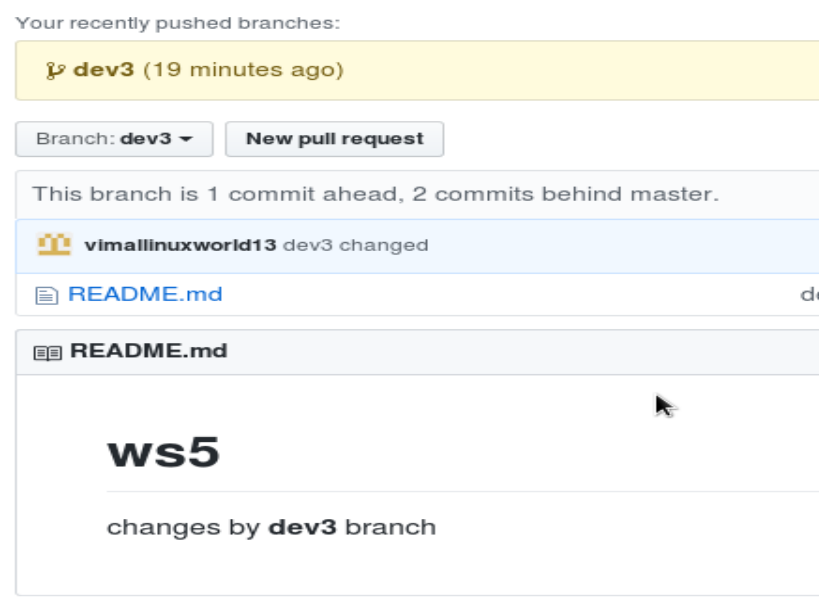 Your recently pushed branches:
dev3 (19 minutes ago)
Branch: dev3 New pull request
This branch is 1 commit ahead, 2 commits behind master.
vimallinuxworld13 dev3 changed
README.md
README.md
ws5
changes by dev3 branch